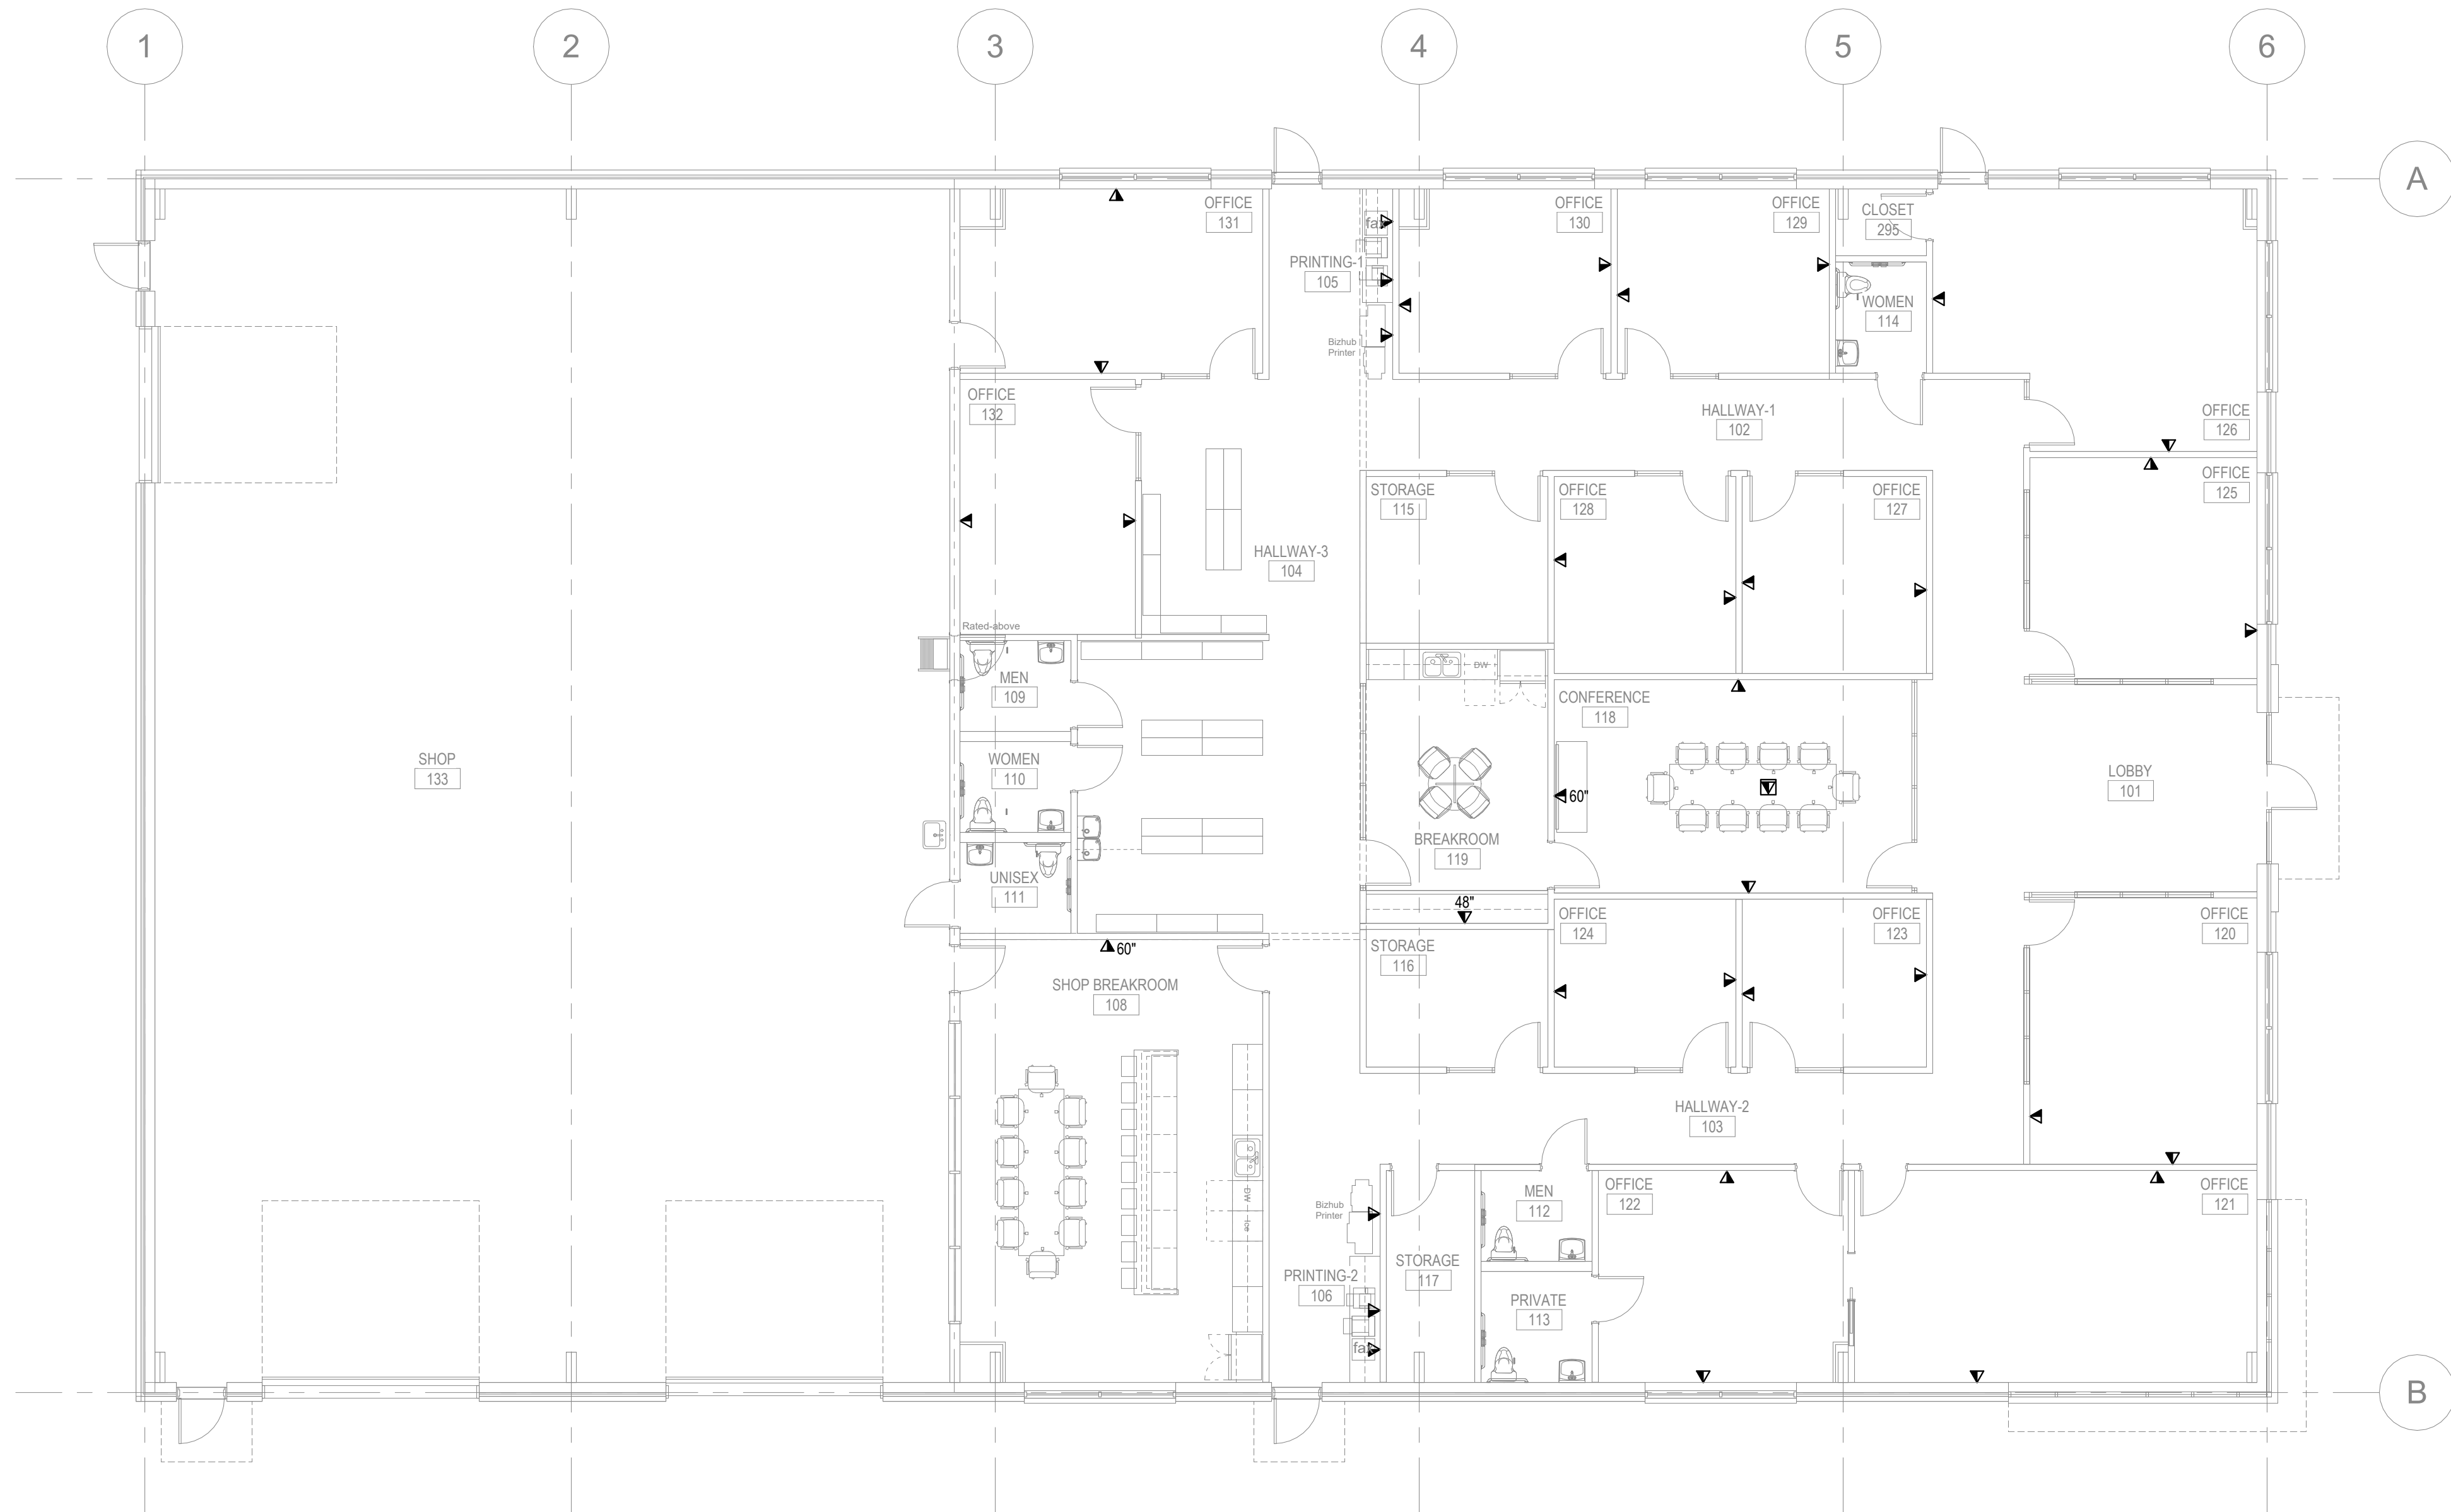 1
2
3
4
5
6
A
OFFICE
131
OFFICE
130
OFFICE
129
CLOSET
295
fax
PRINTING-1
105
WOMEN
114
Bizhub
Printer
OFFICE
132
HALLWAY-1
102
OFFICE
126
OFFICE
125
STORAGE
115
OFFICE
128
OFFICE
127
HALLWAY-3
104
Rated-above
MEN
109
DW
CONFERENCE
118
SHOP
133
WOMEN
110
LOBBY
101
60"
BREAKROOM
119
UNISEX
111
48"
OFFICE
124
OFFICE
123
OFFICE
120
60"
STORAGE
116
SHOP BREAKROOM
108
HALLWAY-2
103
DW
Ice
Bizhub
Printer
MEN
112
OFFICE
122
OFFICE
121
STORAGE
117
PRINTING-2
106
PRIVATE
113
fax
B